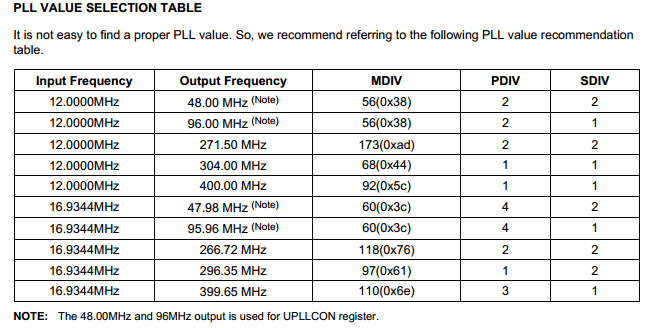 PLL VALUE SELECTION TABLE
It is not easy to find a proper PLL value. So, we recommend referring to the following PLL value recommendation
table.
Input Frequency Output Frequency MDIV PDIV SDIV
12.0000MHz 48.00 MHz (Note) 56(0x38) 2 2
12.0000MHz 96.00 MHz (Note) 56(0x38) 2 1
12.0000MHz 271.50 MHz 173(0xad) 2 2
12.0000MHz 304.00 MHz 68(0x44) 1 1
12.0000MHz 400.00 MHz 92(0x5c) 1 1
16.9344MHz 47.98 MHz (Note) 60(0x3c) 4 2
16.9344MHz 95.96 MHz (Note) 60(0x3c) 4 1
16.9344MHz 266.72 MHz 118(0x76) 2 2
16.9344MHz 296.35 MHz 97(0x61) 1 2
16.9344MHz 399.65 MHz 110(0x6e) 3 1
NOTE: The 48.00MHz and 96MHz output is used for UPLLCON register.